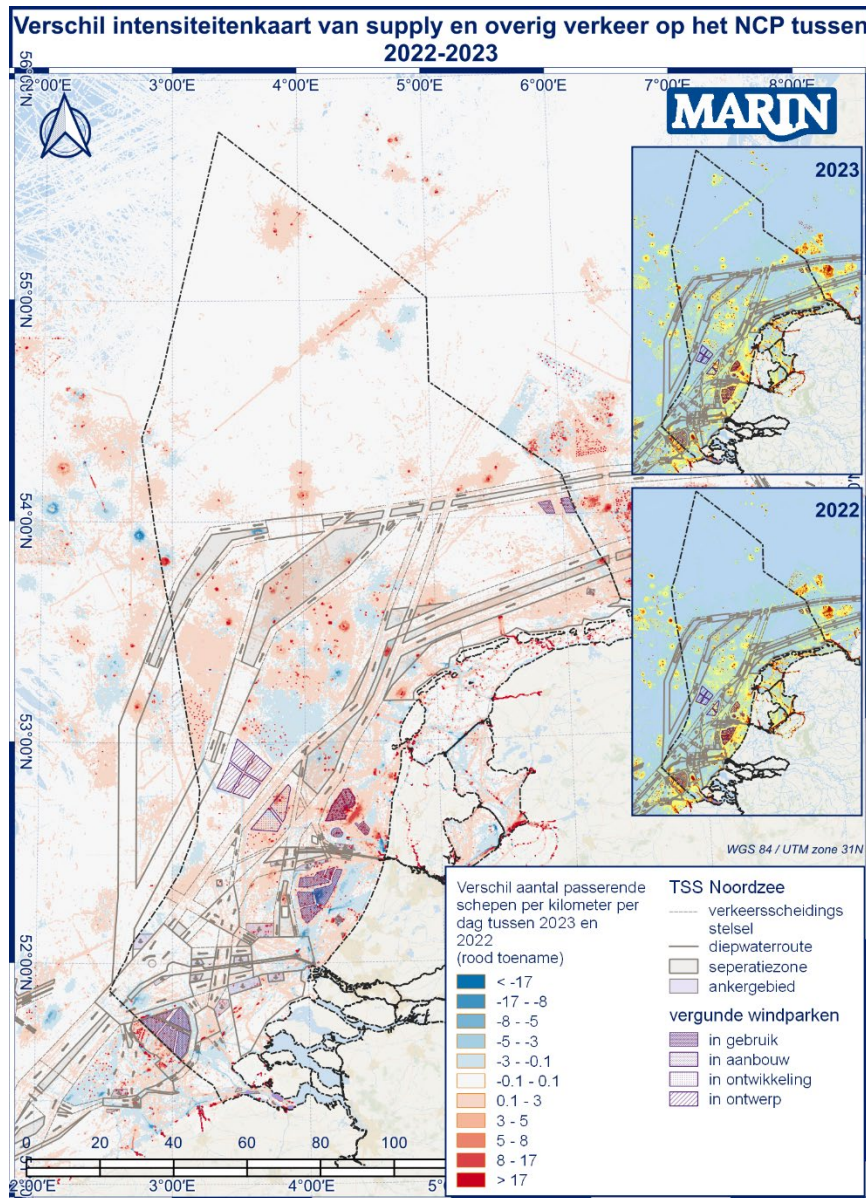 Verschil intensiteitenkaart van supply en overig verkeer op het NCP tussen
2022-2023
2°00'E 3°00'E 4°00'E 5°00'E 6°00'E 7°00'E 8°00'E
56°00'N
MARIN
2023
55°00'N
54°00'N
2022
53°00'N
WGS 84 / UTM zone 31N
52°00'N
Verschil aantal passerende
schepen per kilometer per
dag tussen 2023 en
2022
(rood toename)
< -17
-17 - -8
-8 - -5
-5 - -3
-3 - -0.1
-0.1 - 0.1
0.1 - 3
3 - 5
5 - 8
8 - 17
> 17
TSS Noordzee
verkeersscheidings
stelsel
diepwaterroute
seperatiezone
ankergebied
vergunde windparken
in gebruik
in aanbouw
in ontwikkeling
in ontwerp
0 20 40 60 80 100
2°00'E 3°00'E 4°00'E